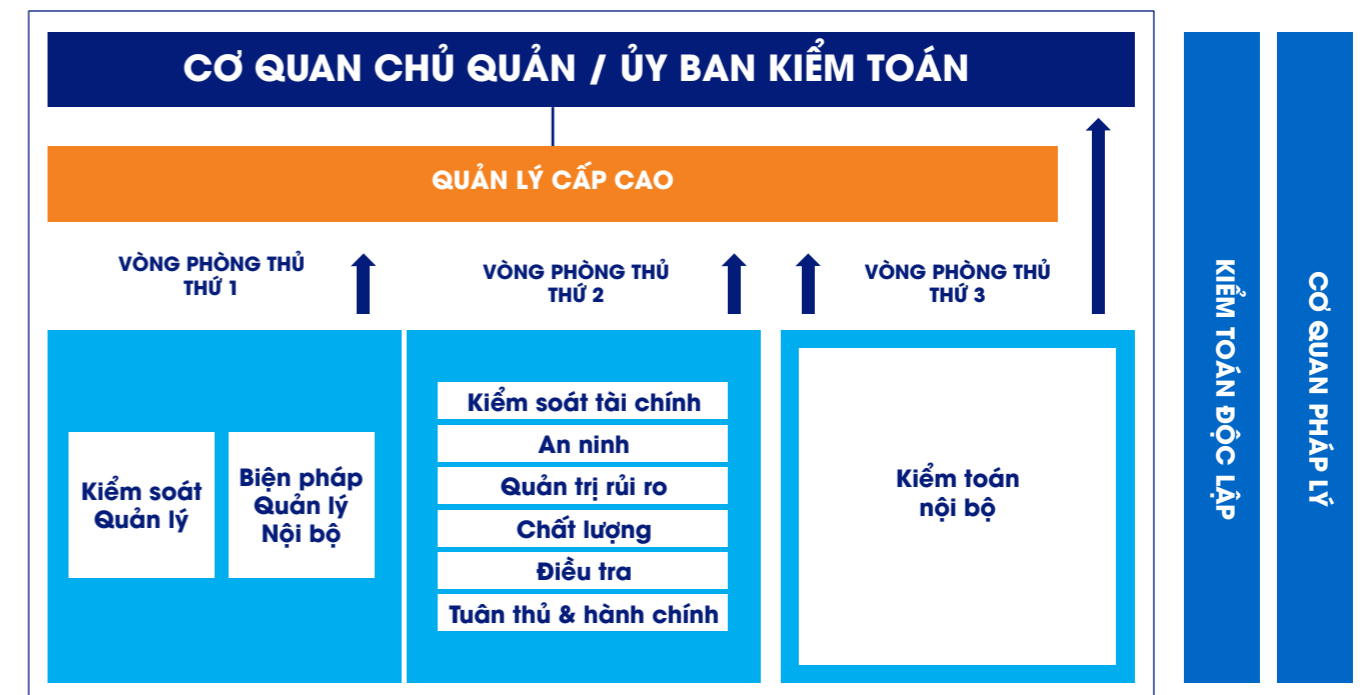 CƠ QUAN CHỦ QUẢN / ỦY BAN KIỂM TOÁN
QUẢN LÝ CẤP CAO
VÒNG PHÒNG THỦ
THỨ 1
VÒNG PHÒNG THỦ
THỨ 2
VÒNG PHÒNG THỦ
THỨ 3
Kiểm soát
Quản lý
Biện pháp
Quản lý
Nội bộ
Kiểm soát tài chính
An ninh
Quản trị rủi ro
Chất lượng
Điều tra
Tuân thủ & hành chính
Kiểm toán
nội bộ
KIỂM TOÁN ĐỘC LẬP
CƠ QUAN PHÁP LÝ